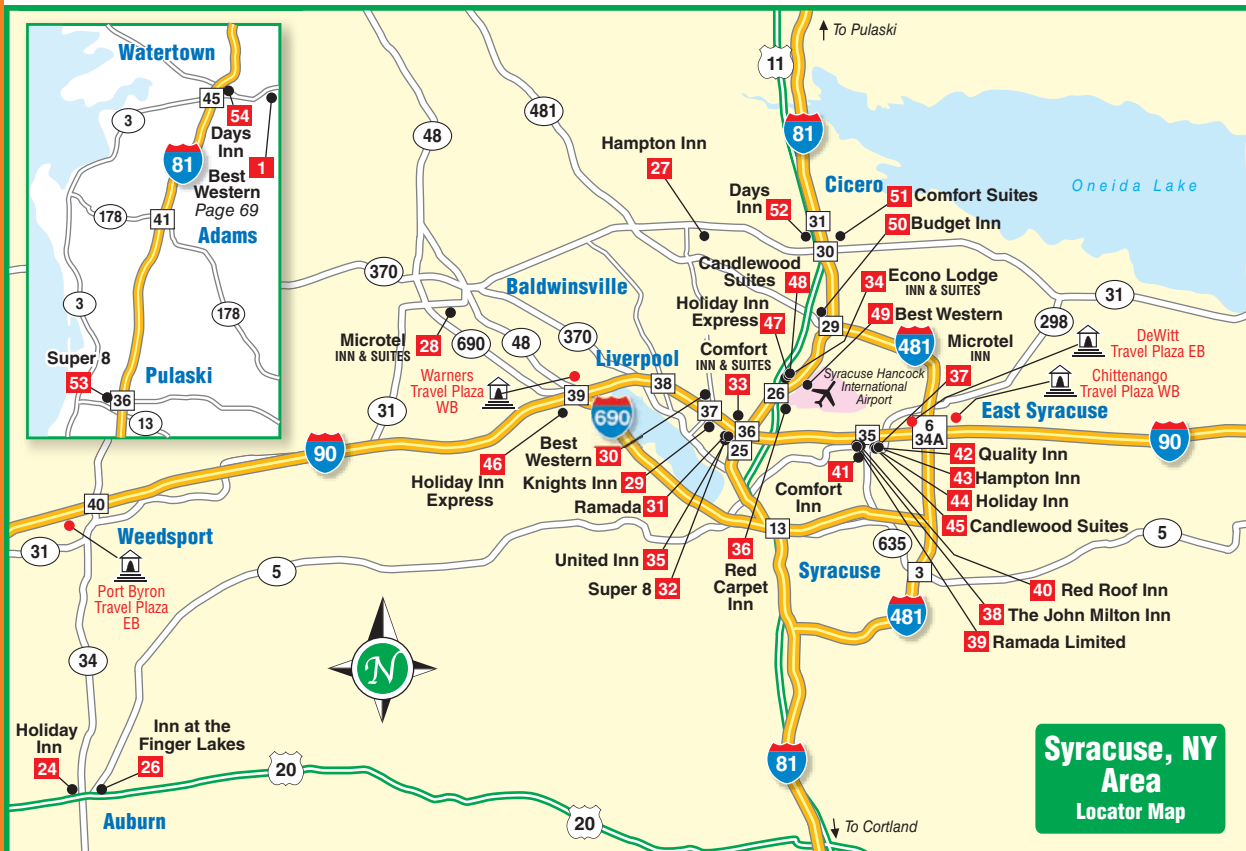 Watertown
45
54
Days
Inn
3
81
1
Best
Western
Page 69
178
41
Adams
3
178
Super 8
53
Pulaski
36
13
To Pulaski
11
481
48
81
Hampton Inn
27
Cicero
Oneida Lake
Days
Inn 52
31
51 Comfort Suites
50 Budget Inn
30
370
Baldwinsville
Candlewood
Suites 48
34 Econo Lodge
INN & SUITES
31
Holiday Inn
Express 47
49 Best Western
298
29
481
Microtel
INN & SUITES 28
690
48
370
Liverpool
Comfort
INN & SUITES
33
Microtel
INN
37
DeWitt
Travel Plaza EB
Warners
Travel Plaza
WB
38
26
Syracuse Hancock
International
Airport
Chittenango
Travel Plaza WB
39
31
690
37
36
25
35
6
34A
East Syracuse
90
90
46
Holiday Inn
Express
Best
Western 30
Knights Inn 29
Ramada 31
41
Comfort
Inn
42 Quality Inn
43 Hampton Inn
44 Holiday Inn
45 Candlewood Suites
40
Weedsport
31
13
5
Port Byron
Travel Plaza
EB
5
United Inn 35
Super 8 32
36
Red
Carpet
Inn
Syracuse
635
3
40 Red Roof Inn
481
38 The John Milton Inn
39 Ramada Limited
34
N
Holiday
Inn
24
Inn at the
Finger Lakes
26
20
81
Syracuse, NY
Area
Locator Map
Auburn
20
To Cortland